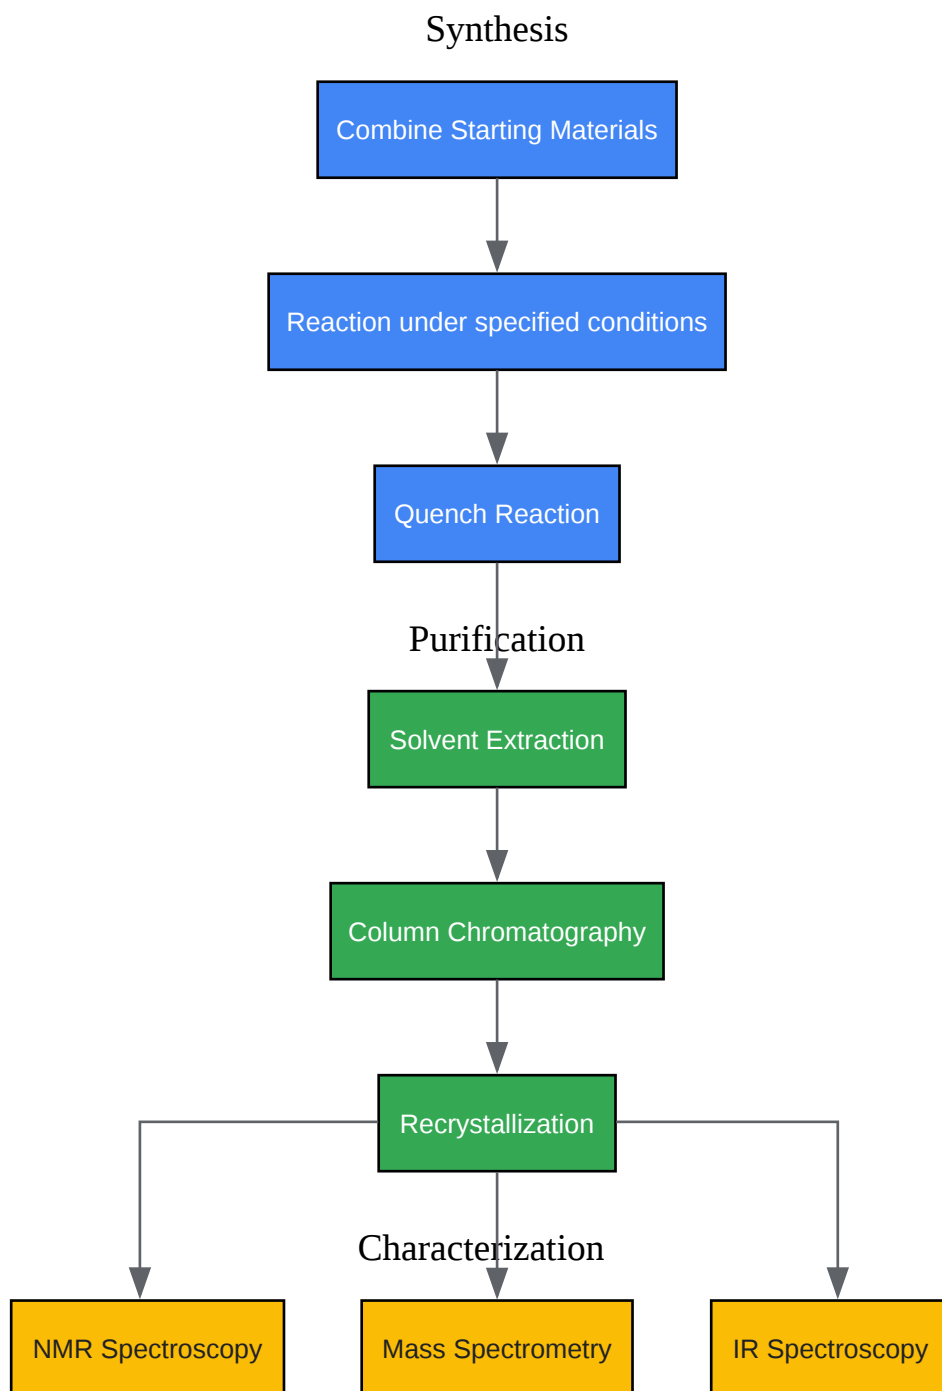 Synthesis
Combine Starting Materials
Reaction under specified conditions
Quench Reaction
Purification
Solvent Extraction
Column Chromatography
Recrystallization
Characterization
NMR Spectroscopy
Mass Spectrometry
IR Spectroscopy